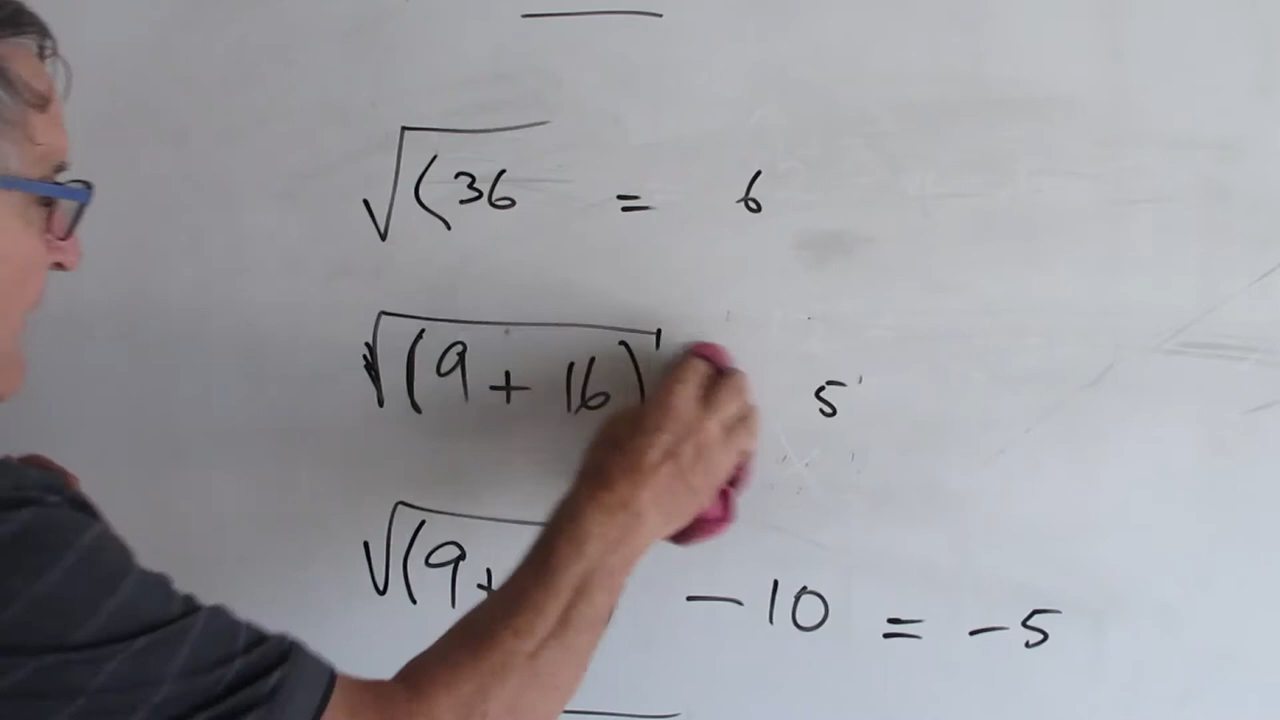 √(36 = 6
√(9 + 16) 5
√(9 + - 10 = - 5